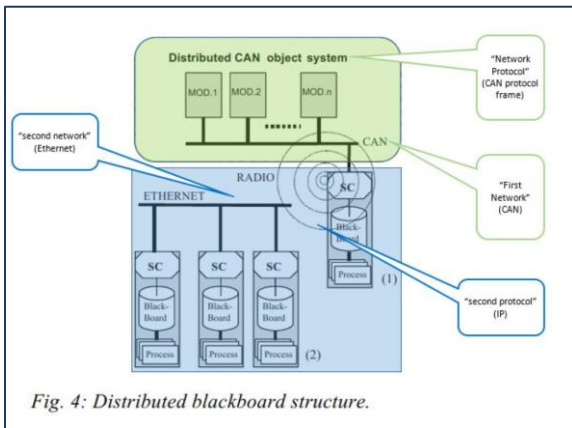 Distributed CAN object system
MOD.1
MOD.2
MOD.n
CAN
“Network
Protocol”
(CAN protocol
frame)
“second network”
(Ethernet)
“First
Network”
(CAN)
RADIO
ETHERNET
SC
Black-
Board
Process
(1)
“second protocol”
(IP)
SC
SC
SC
Black-
Board
Black-
Board
Black-
Board
Process
Process
Process
(2)
Fig. 4: Distributed blackboard structure.